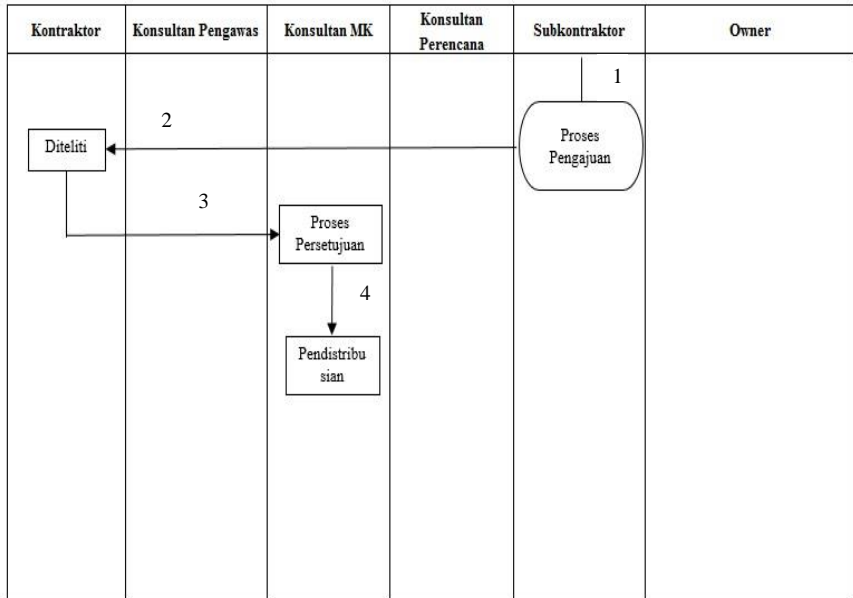 Kontraktor
Konsultan Pengawas
Konsultan MK
Konsultan
Perencana
Subkontraktor
Owner
1
Proses
Pengajuan
2
Diteliti
3
Proses
Persetujuan
4
Pendistribu
sian